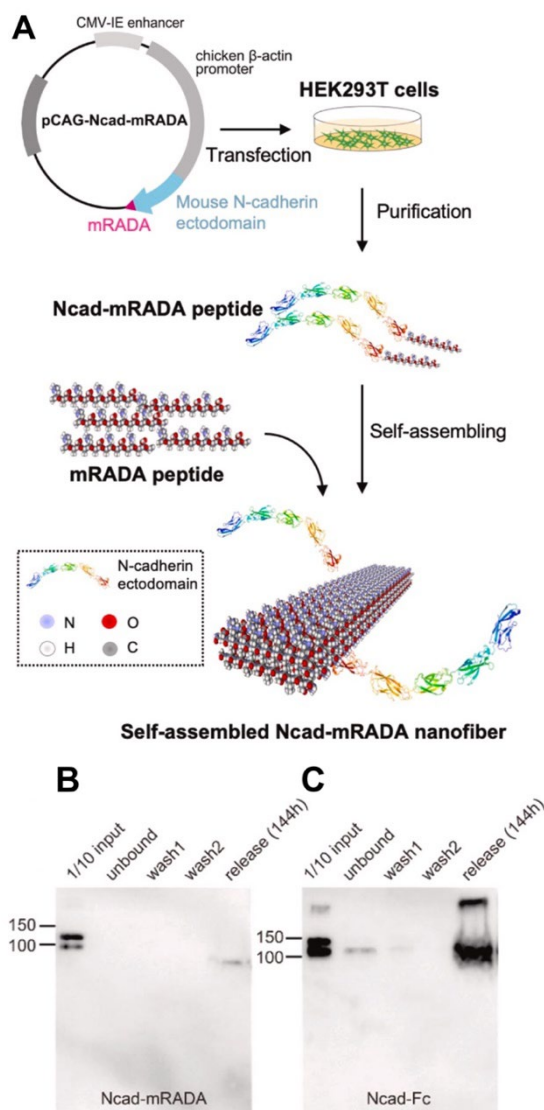 A
CMV-IE enhancer
chicken β-actin
promoter
pCAG-Ncad-mRADA
HEK293T cells
Transfection
Mouse N-cadherin
ectodomain
mRADA
Purification
Ncad-mRADA peptide
Self-assembling
mRADA peptide
N-cadherin
ectodomain
N
O
H
C
Self-assembled Ncad-mRADA nanofiber
B
1/10 input
unbound
wash1
wash2
release (144h)
150
100
Ncad-mRADA
C
1/10 input
unbound
wash1
wash2
release (144h)
150
100
Ncad-Fc